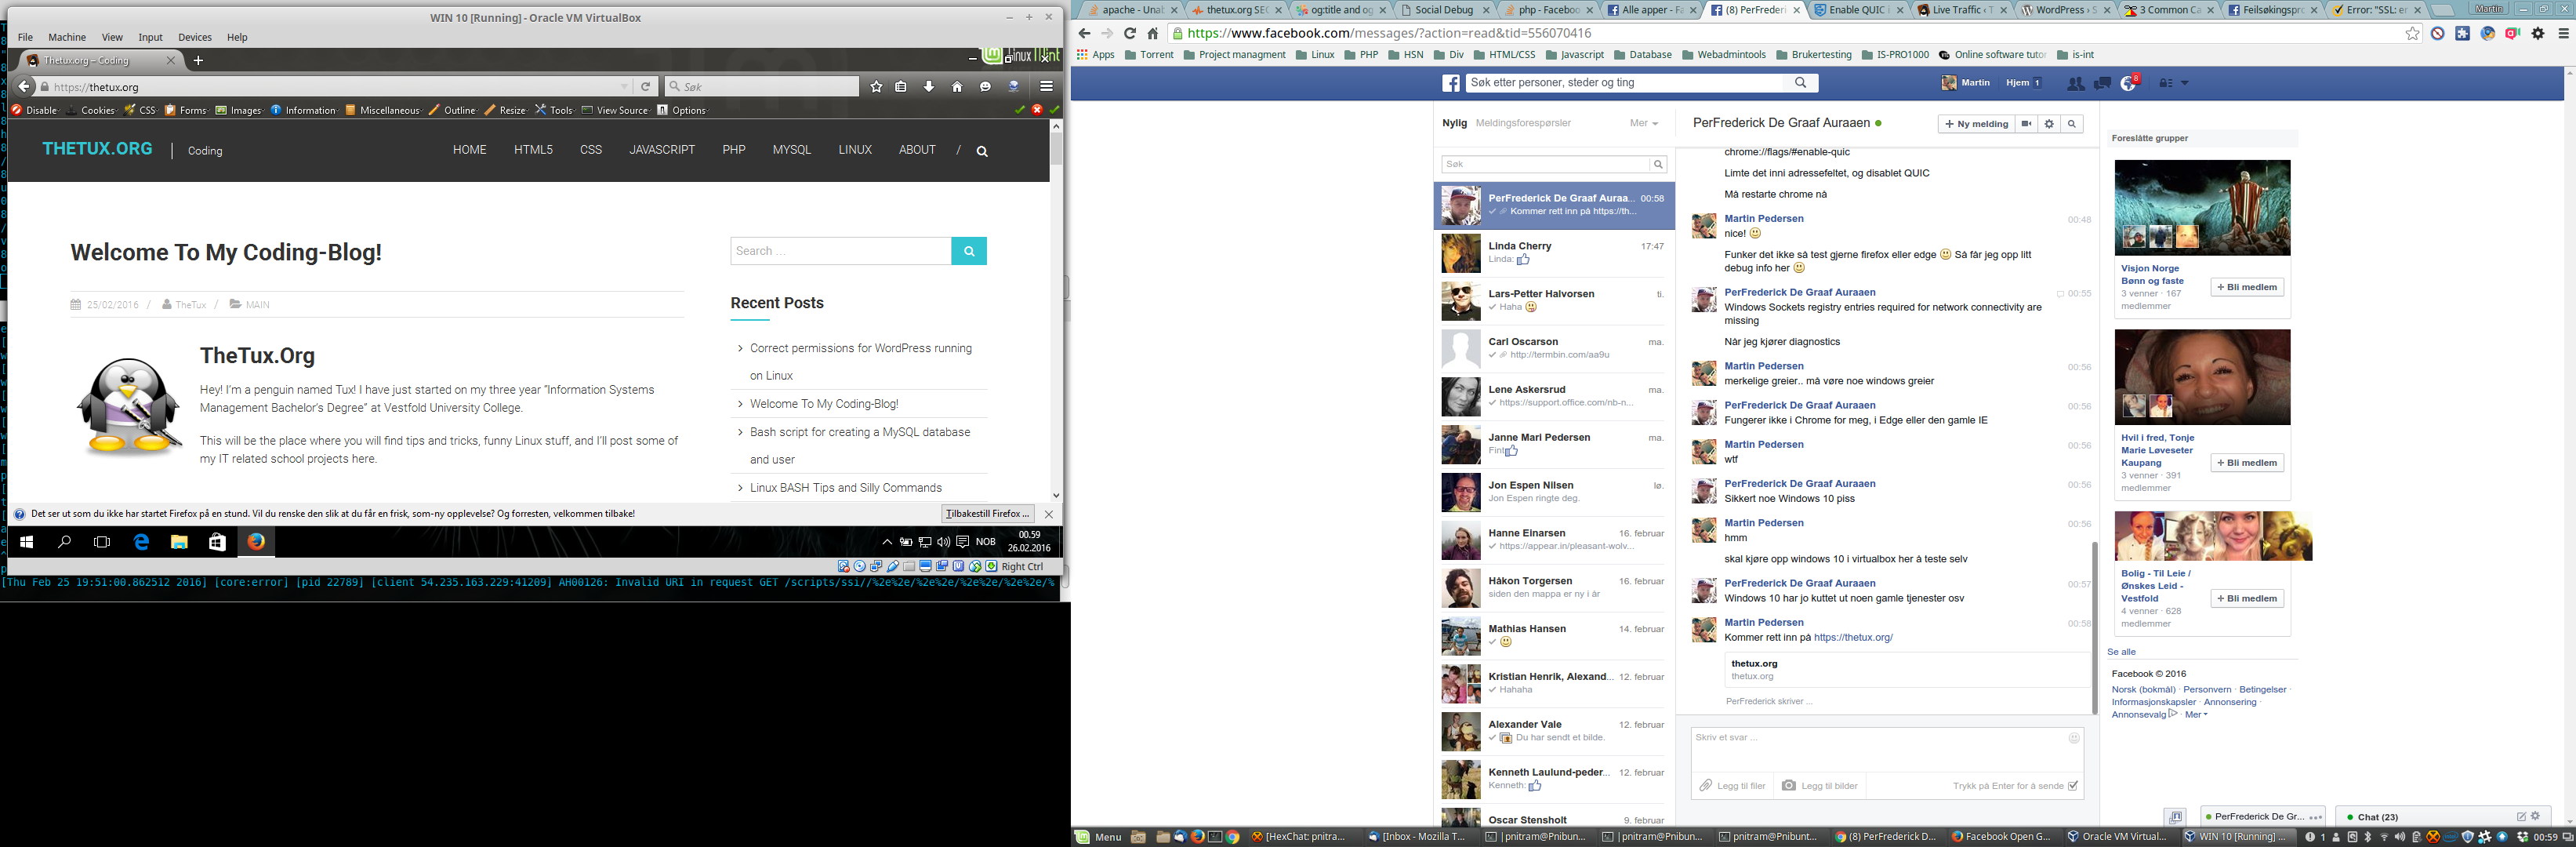 WIN 10 [Running] - Oracle VM VirtualBox
File Machine View Input Devices Help
Thetux.org – Coding
https://thetux.org
Søk
Disable Cookies CSS Forms Images Information Miscellaneous Outline Resize Tools View Source Options
THETUX.ORG Coding
HOME HTML5 CSS JAVASCRIPT PHP MYSQL LINUX ABOUT /
Welcome To My Coding-Blog!
25/02/2016 / TheTux / MAIN
TheTux.Org
Hey! I'm a penguin named Tux! I have just started on my three year "Information Systems
Management Bachelor's Degree" at Vestfold University College.
This will be the place where you will find tips and tricks, funny Linux stuff, and I'll post some of
my IT related school projects here.
Search ...
Recent Posts
Correct permissions for WordPress running
on Linux
Welcome To My Coding-Blog!
Bash script for creating a MySQL database
and user
Linux BASH Tips and Silly Commands
Det ser ut som du ikke har startet Firefox på en stund. Vil du renske den slik at du får en frisk, som-ny opplevelse? Og forresten, velkommen tilbake!
Tilbakestill Firefox ...
NOB
00.59
26.02.2016
Right Ctrl
[Thu Feb 25 19:51:00.862512 2016] [core:error] [pid 22789] [client 54.235.163.229:41209] AH00126: Invalid URI in request GET /scripts/ssi//%2e%2e/%2e%2e/%2e%2e/%2e%2e/%
apache - Unab
thetux.org SEO
og:title and og
Social Debug
php - Faceboo
Alle apper - Fa
(8) PerFrederi
Enable QUIC i
Live Traffic ‹ T
WordPress › S
3 Common Ca
Feilsøkingspro
Error: "SSL: er
Martin
https://www.facebook.com/messages/?action=read&tid=556070416
Apps Torrent Project managment Linux PHP HSN Div HTML/CSS Javascript Database Webadmintools Brukertesting IS-PRO1000 Online software tutor is-int
Søk etter personer, steder og ting
Martin Hjem 1
8
Nylig Meldingsforespørsler Mer
Søk
PerFrederick De Graaf Auraa... 00:58
Kommer rett inn på https://th...
Linda Cherry 17:47
Linda:
Lars-Petter Halvorsen ti.
Haha
Carl Oscarson ma.
http://termbin.com/aa9u
Lene Askersrud ma.
https://support.office.com/nb-n...
Janne Mari Pedersen ma.
Fint
Jon Espen Nilsen lø.
Jon Espen ringte deg.
Hanne Einarsen 16. februar
https://appear.in/pleasant-wolv...
Håkon Torgersen 16. februar
siden den mappa er ny i år
Mathias Hansen 14. februar
Kristian Henrik, Alexand... 12. februar
Hahaha
Alexander Vale 12. februar
Du har sendt et bilde.
Kenneth Laulund-peder... 12. februar
Kenneth:
Oscar Stensholt 9. februar
PerFrederick De Graaf Auraaen
Ny melding
chrome://flags/#enable-quic
Limte det inni adressefeltet, og disablet QUIC
Må restarte chrome nå
Martin Pedersen 00:48
nice!
Funker det ikke så test gjerne firefox eller edge Så får jeg opp litt
debug info her
PerFrederick De Graaf Auraaen 00:55
Windows Sockets registry entries required for network connectivity are
missing
Når jeg kjører diagnostics
Martin Pedersen 00:56
merkelige greier.. må vøre noe windows greier
PerFrederick De Graaf Auraaen 00:56
Fungerer ikke i Chrome for meg, i Edge eller den gamle IE
Martin Pedersen 00:56
wtf
PerFrederick De Graaf Auraaen 00:56
Sikkert noe Windows 10 piss
Martin Pedersen 00:56
hmm
skal kjøre opp windows 10 i virtualbox her å teste selv
PerFrederick De Graaf Auraaen 00:57
Windows 10 har jo kuttet ut noen gamle tjenester osv
Martin Pedersen 00:58
Kommer rett inn på https://thetux.org/
thetux.org
thetux.org
PerFrederick skriver ...
Skriv et svar ...
Legg til filer Legg til bilder Trykk på Enter for å sende
Foreslåtte grupper
Visjon Norge
Bønn og faste
3 venner · 167
medlemmer
Bli medlem
Hvil i fred, Tonje
Marie Løveseter
Kaupang
3 venner · 391
medlemmer
Bli medlem
Bolig - Til Leie /
Ønskes Leid -
Vestfold
4 venner · 628
medlemmer
Bli medlem
Se alle
Facebook © 2016
Norsk (bokmål) · Personvern · Betingelser ·
Informasjonskapsler · Annonsering ·
Annonsevalg · Mer
PerFrederick De Gr...
Chat (23)
Menu
[HexChat: pnitram...
[Inbox - Mozilla T...
|pnitram@Pnibun...
|pnitram@Pnibun...
pnitram@Pnibunt...
(8) PerFrederick D...
Facebook Open G...
Oracle VM Virtual...
WIN 10 [Running] ...
1
00:59